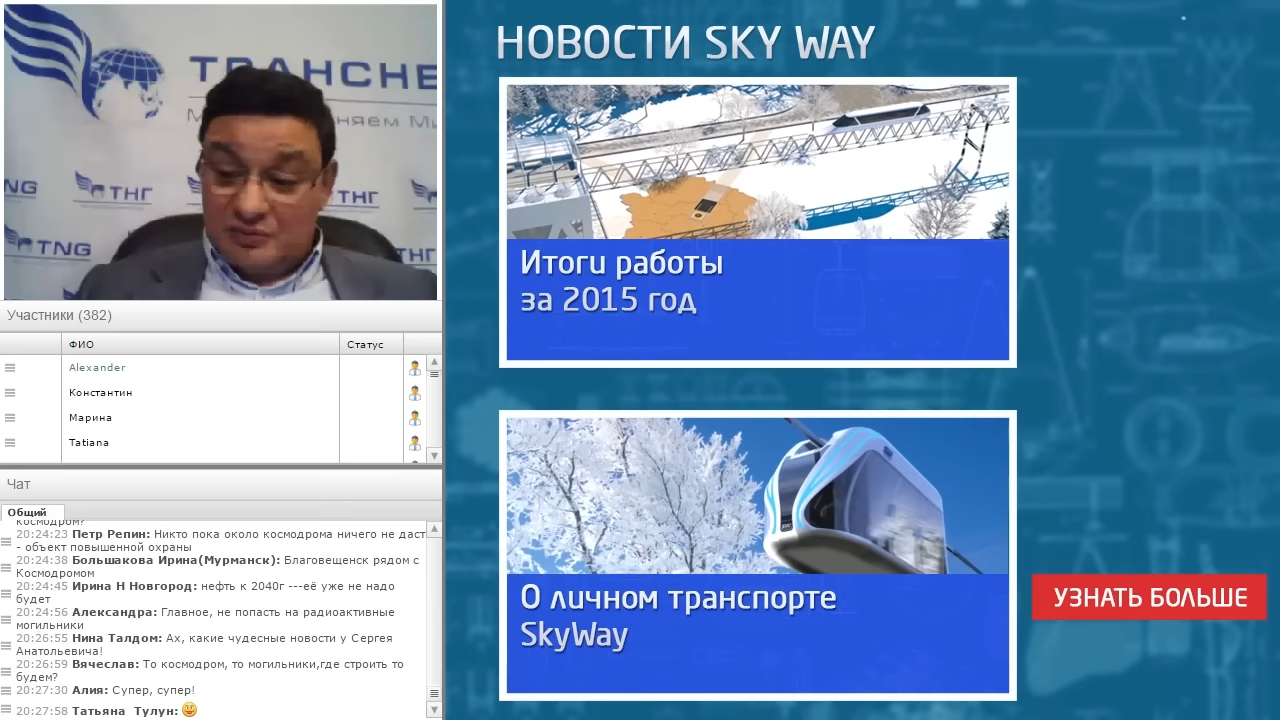 ТРАНСНЕ
няем Ми
NG
ТНГ
TNG
ТНГ
TNG
Участники (382)
ФИО
Статус
Alexander
Константин
Марина
Tatiana
Чат
Общий
космодром?
20:24:23 Петр Репин: Никто пока около космодрома ничего не даст
- объект повышенной охраны
20:24:38 Большакова Ирина(Мурманск): Благовещенск рядом с
Космодромом
20:24:45 Ирина Н Новгород: нефть к 2040г ---её уже не надо
будет
20:24:56 Александра: Главное, не попасть на радиоактивные
могильники
20:26:55 Нина Талдом: Ах, какие чудесные новости у Сергея
Анатольевича!
20:26:59 Вячеслав: То космодром, то могильники,где строить то
будем?
20:27:30 Алия: Супер, супер!
20:27:58 Татьяна Тулун:
НОВОСТИ SKY WAY
Итоги работы
за 2015 год
О личном транспорте
SkyWay
УЗНАТЬ БОЛЬШЕ